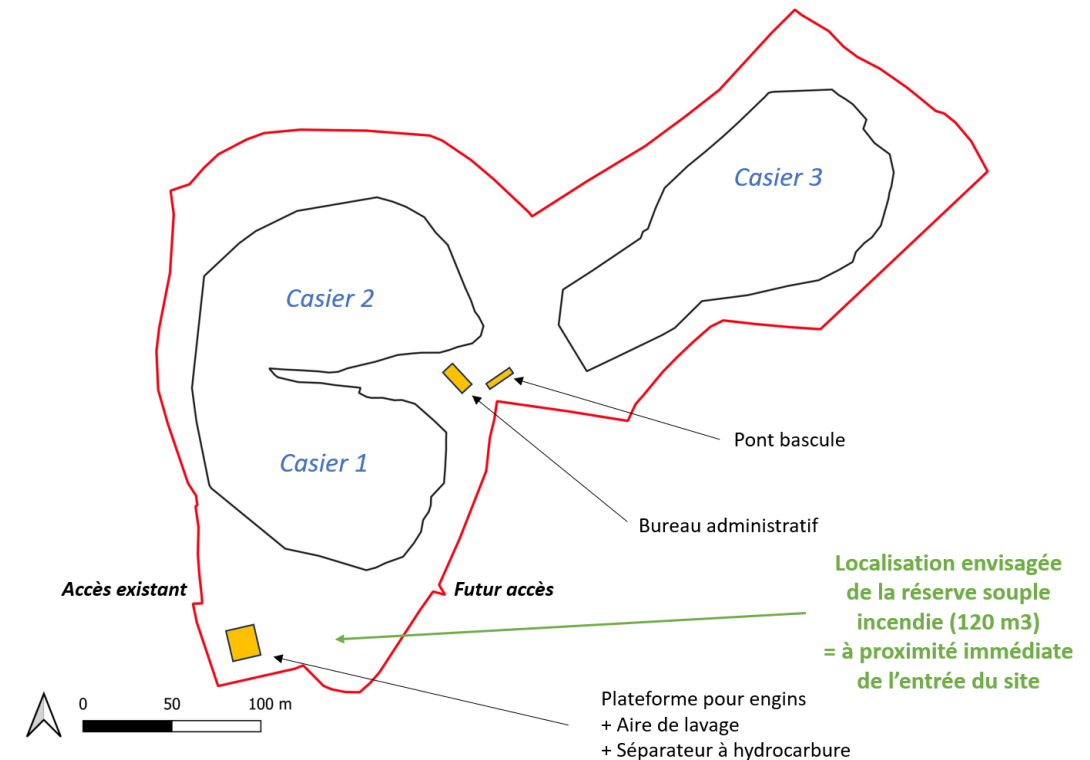 Casier 3
Casier 2
Casier 1
Pont bascule
Bureau administratif
Accès existant
Futur accès
Localisation envisagée
de la réserve souple
incendie (120 m3)
= à proximité immédiate
de l’entrée du site
Plateforme pour engins
+ Aire de lavage
+ Séparateur à hydrocarbure
0 50 100 m